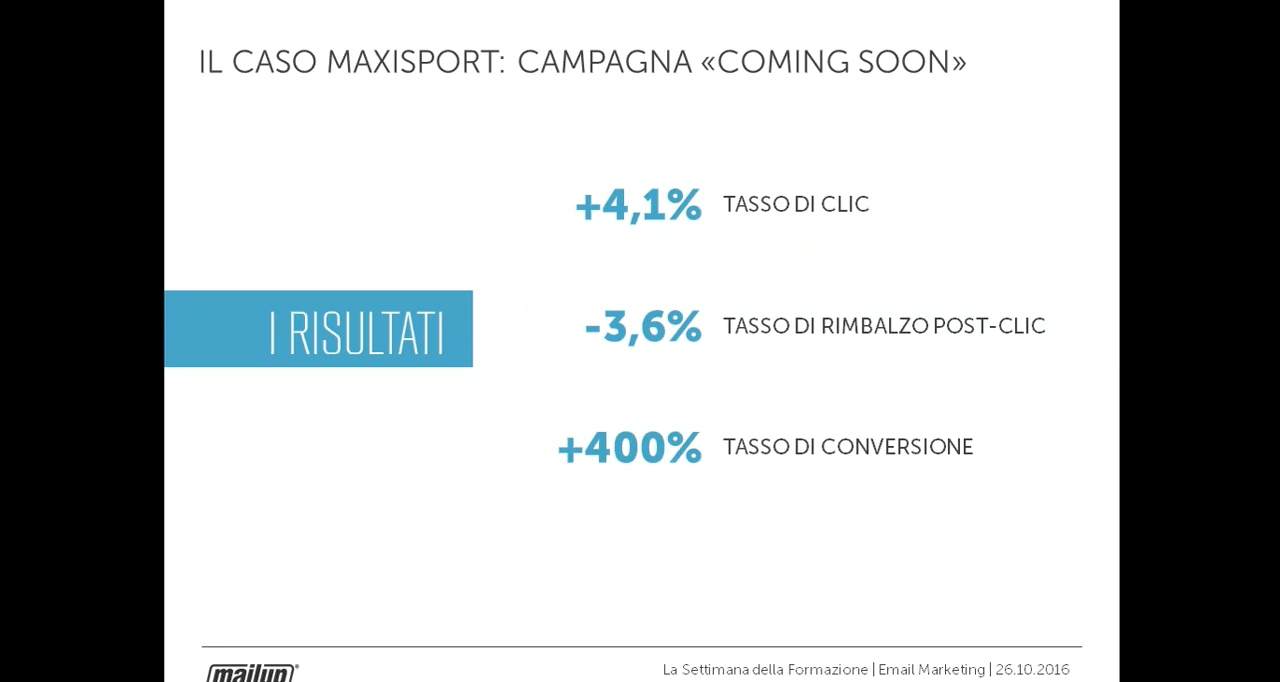 IL CASO MAXISPORT: CAMPAGNA «COMING SOON»
+4,1% TASSO DI CLIC
I RISULTATI
-3,6% TASSO DI RIMBALZO POST-CLIC
+400% TASSO DI CONVERSIONE
mailup®
La Settimana della Formazione | Email Marketing | 26.10.2016